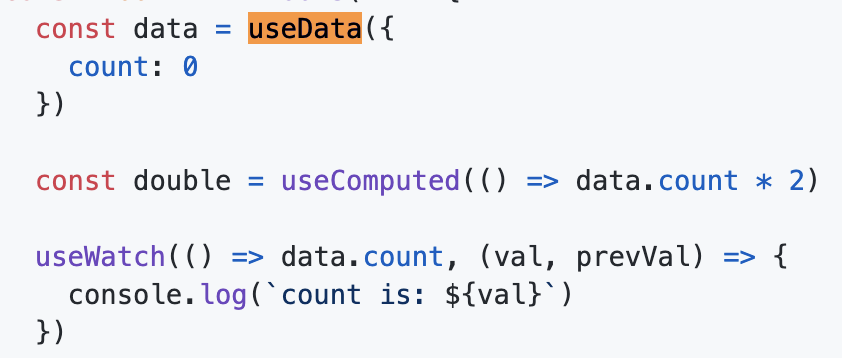 const data = useData({
  count: 0
})

const double = useComputed(() => data.count * 2)

useWatch(() => data.count, (val, prevVal) => {
  console.log(`count is: ${val}`)
})